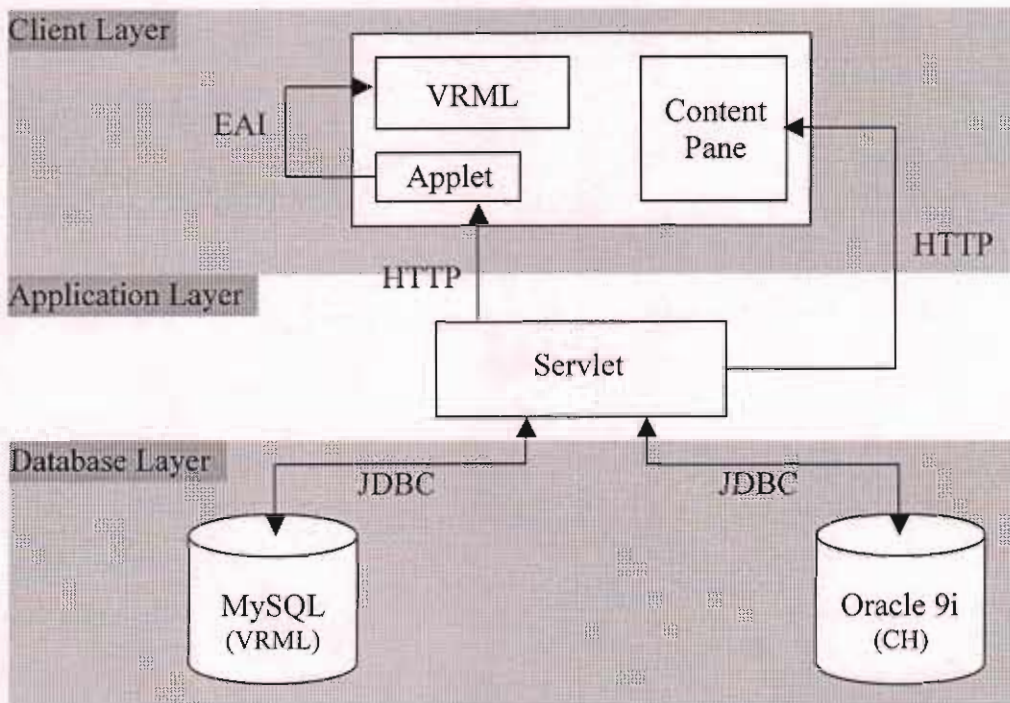 Client Layer
VRML
Content
Pane
EAI
Applet
HTTP
HTTP
Application Layer
Servlet
Database Layer
JDBC
JDBC
MySQL
(VRML)
Oracle 9i
(CH)